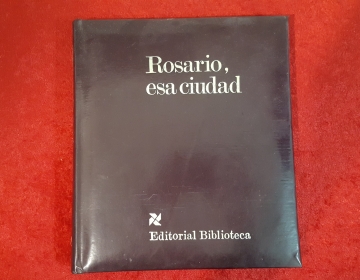 Rosario,
esa ciudad
Editorial Biblioteca